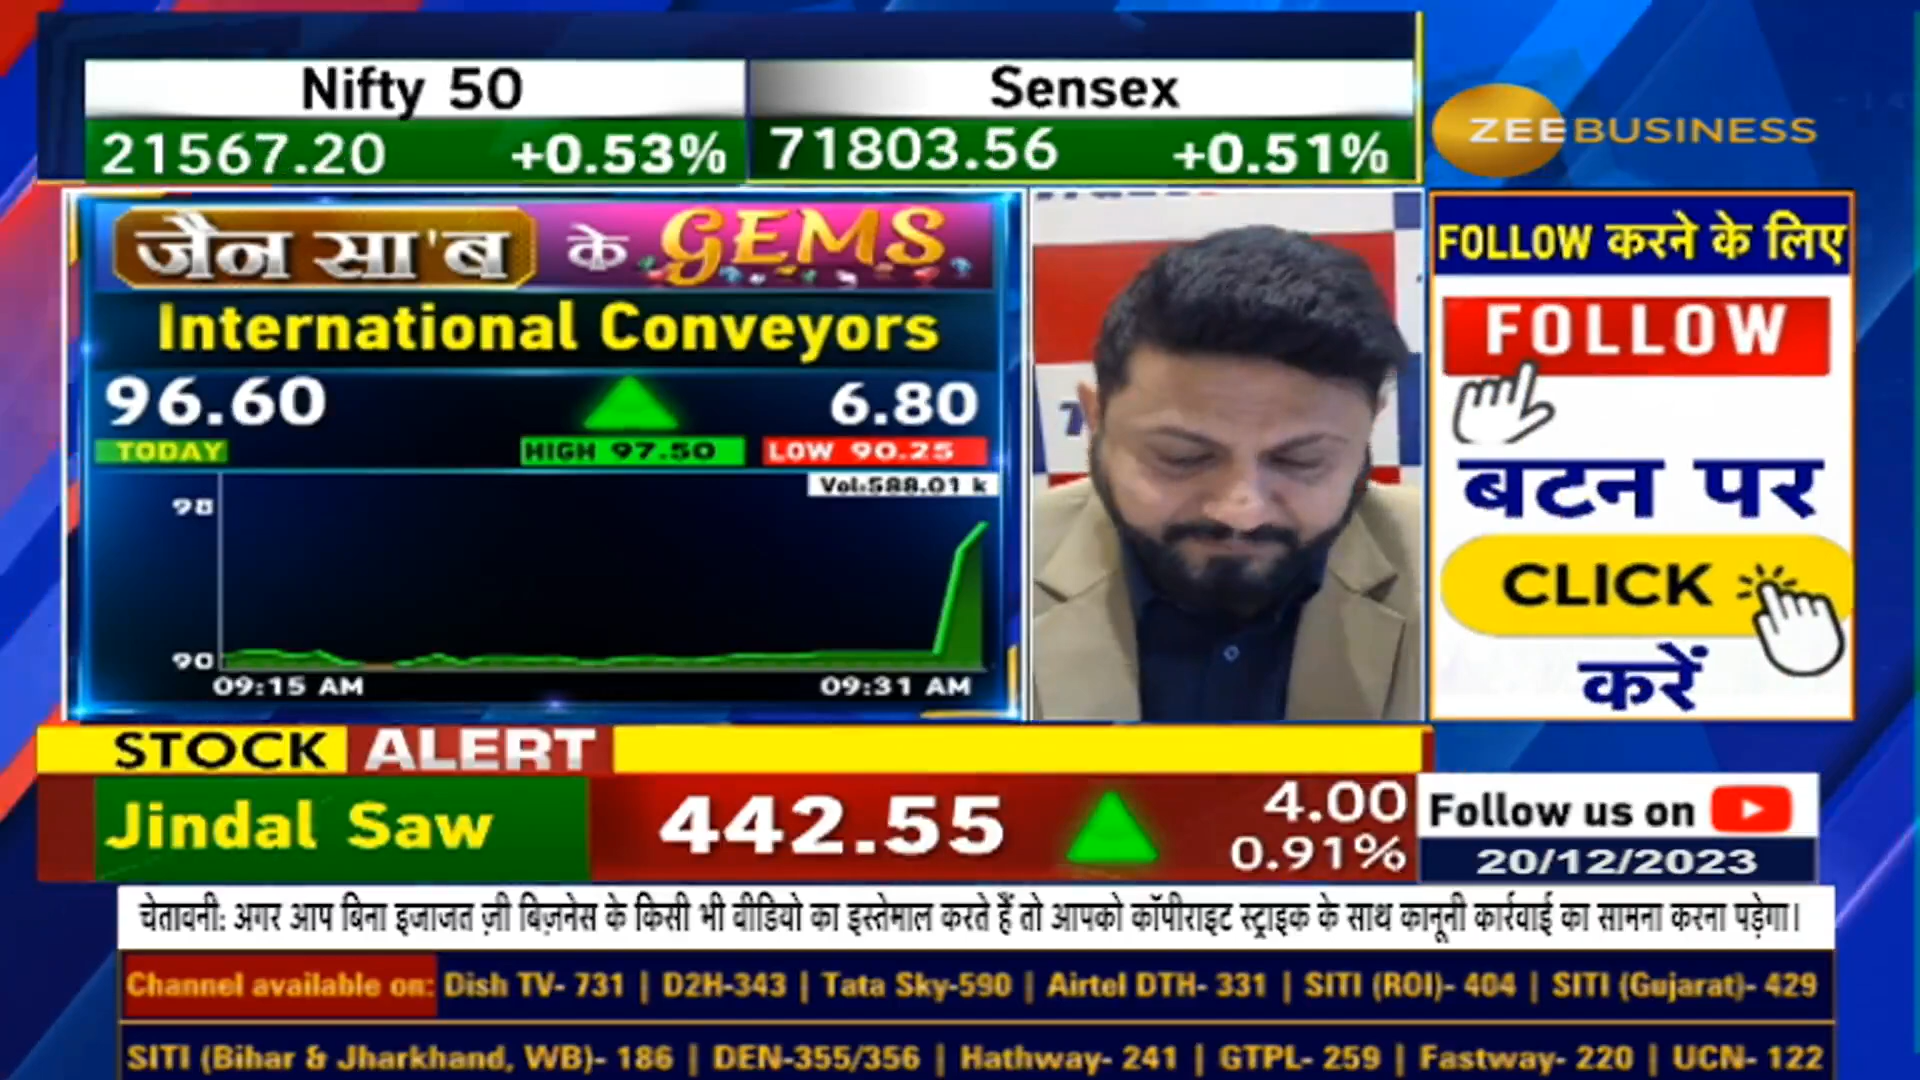 Nifty 50
21567.20 +0.53%
Sensex
71803.56 +0.51%
ZEEBUSINESS
जैन सा'ब के GEMS
International Conveyors
96.60 6.80
TODAY HIGH 97.50 LOW 90.25
Vol:588.01 k
98
90
09:15 AM 09:31 AM
FOLLOW करने के लिए
FOLLOW
बटन पर
CLICK
करें
STOCK ALERT
Jindal Saw 442.55 4.00
0.91%
Follow us on
20/12/2023
चेतावनी: अगर आप बिना इजाजत ज़ी बिज़नेस के किसी भी वीडियो का इस्तेमाल करते हैं तो आपको कॉपीराइट स्ट्राइक के साथ कानूनी कार्रवाई का सामना करना पड़ेगा।
Channel available on: Dish TV- 731 | D2H-343 | Tata Sky-590 | Airtel DTH- 331 | SITI (ROI)- 404 | SITI (Gujarat)- 429
SITI (Bihar & Jharkhand, WB)- 186 | DEN-355/356 | Hathway- 241 | GTPL- 259 | Fastway- 220 | UCN- 122